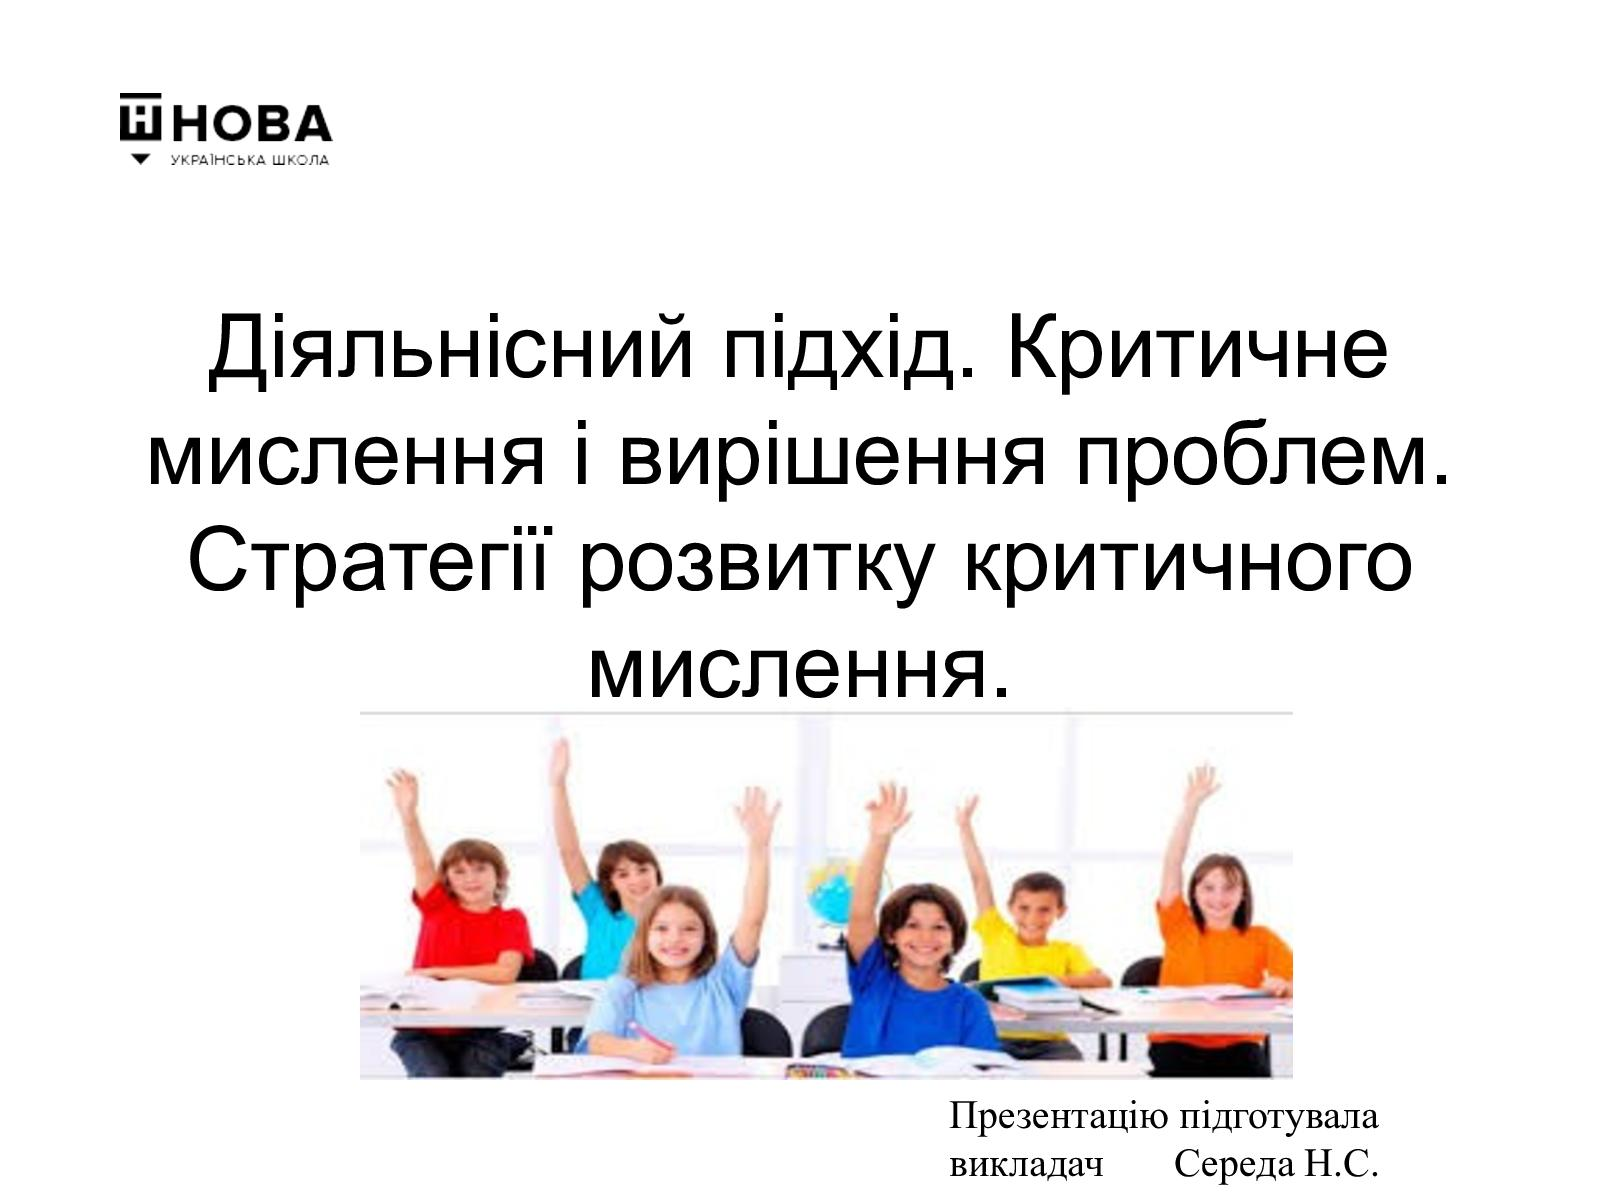 НОВА
УКРАЇНСЬКА ШКОЛА
Діяльнісний підхід. Критичне
мислення і вирішення проблем.
Стратегії розвитку критичного
мислення.
Презентацію підготувала
викладач Середа Н.С.